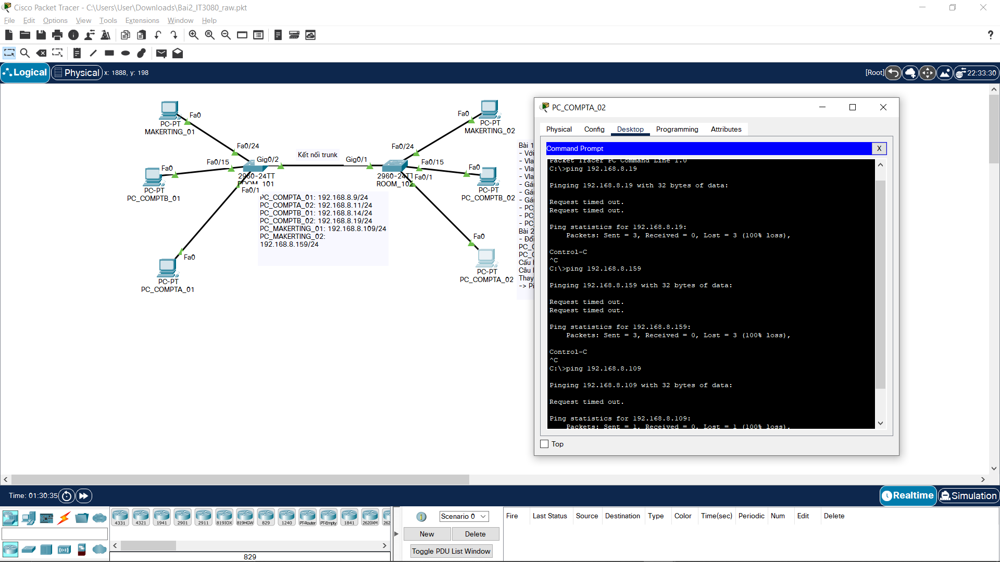 Cisco Packet Tracer - C:\Users\User\Downloads\Bai2_IT3080_raw.pkt
File Edit Options View Tools Extensions Window Help
?
Logical Physical x: 1888, y: 198
[Root] 22:33:30
Fa0
PC-PT
MAKERTING_01
Fa0
PC-PT
MAKERTING_02
Fa0/24
Fa0/15
Gig0/2
Kết nối trunk
Gig0/1
Fa0/24
Fa0/15
Fa0
PC-PT
PC_COMPTB_01
2960-24TT
ROOM_101
Fa0/1
2960-24TT
ROOM_102
Fa0/1
Fa0
PC-PT
PC_COMPTB_02
PC_COMPTA_01: 192.168.8.9/24
PC_COMPTA_02: 192.168.8.11/24
PC_COMPTB_01: 192.168.8.14/24
PC_COMPTB_02: 192.168.8.19/24
PC_MAKERTING_01: 192.168.8.109/24
PC_MAKERTING_02:
192.168.8.159/24
Fa0
PC-PT
PC_COMPTA_01
Fa0
PC-PT
PC_COMPTA_02
Bài 1
- Với
- Vla
- Vla
- Vla
- Gá
- Gá
- Gá
- PC
- PC
- PC
Bài 2
- Đổ
PC_C
PC_C
Cấu
Câu
Thay
-> Pi
PC_COMPTA_02
Physical Config Desktop Programming Attributes
Command Prompt X
Packet Tracer PC Command Line 1.0
C:\>ping 192.168.8.19
Pinging 192.168.8.19 with 32 bytes of data:
Request timed out.
Request timed out.
Ping statistics for 192.168.8.19:
Packets: Sent = 3, Received = 0, Lost = 3 (100% loss),
Control-C
^C
C:\>ping 192.168.8.159
Pinging 192.168.8.159 with 32 bytes of data:
Request timed out.
Request timed out.
Ping statistics for 192.168.8.159:
Packets: Sent = 3, Received = 0, Lost = 3 (100% loss),
Control-C
^C
C:\>ping 192.168.8.109
Pinging 192.168.8.109 with 32 bytes of data:
Request timed out.
Ping statistics for 192.168.8.109:
Packets: Sent = 1, Received = 0, Lost = 1 (100% loss),
Top
Time: 01:30:35
Realtime Simulation
4331 4321 1941 2901 2911 819IOX 819HGW 829 1240 PT-Router PT-Empty 1841 2620XM 262
829
Scenario 0
New Delete
Toggle PDU List Window
Fire Last Status Source Destination Type Color Time(sec) Periodic Num Edit Delete